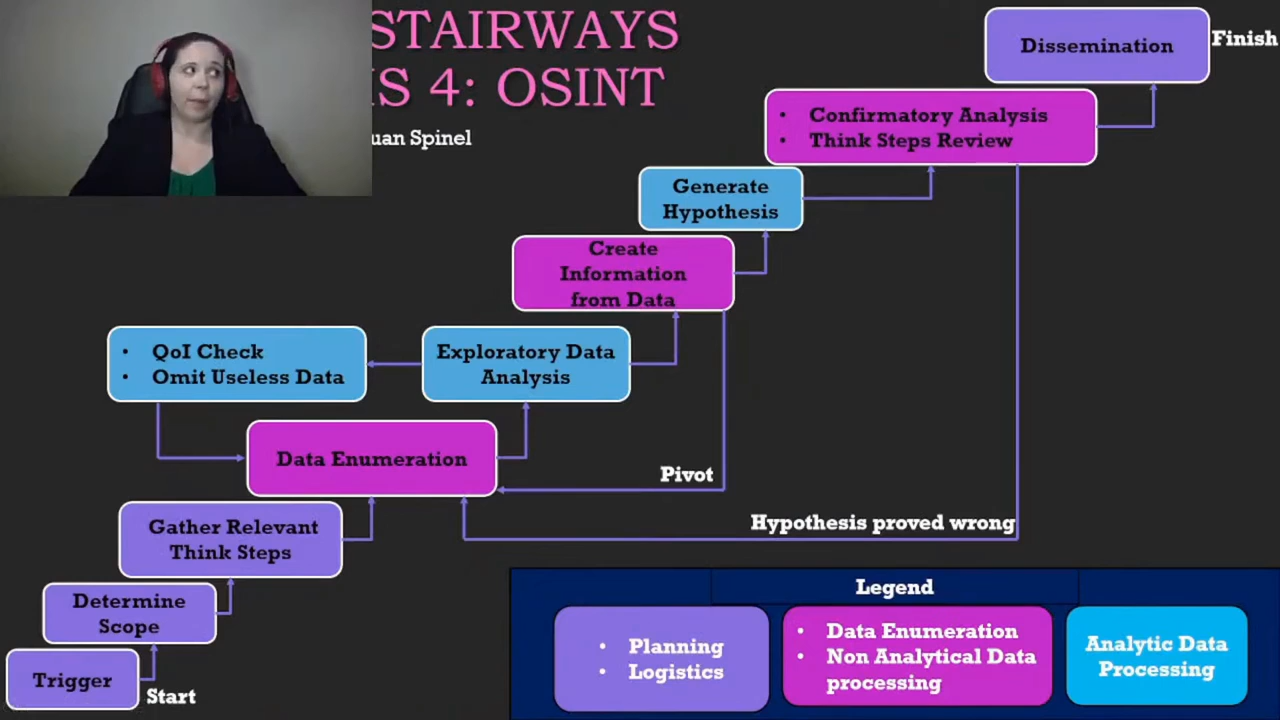 STAIRWAYS
IS 4: OSINT
uan Spinel
Dissemination
Finish
• Confirmatory Analysis
• Think Steps Review
Generate
Hypothesis
Create
Information
from Data
• QoI Check
• Omit Useless Data
Exploratory Data
Analysis
Data Enumeration
Pivot
Gather Relevant
Think Steps
Hypothesis proved wrong
Determine
Scope
Trigger
Start
Legend
• Planning
• Logistics
• Data Enumeration
• Non Analytical Data
processing
Analytic Data
Processing